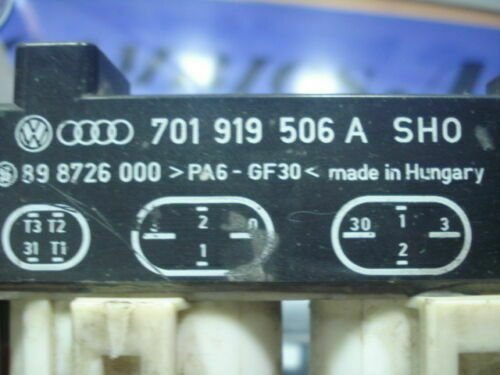 701 919 506 A SHO
89 8726 000 >PA6-GF30< made in Hungary
T3 T2 2 30 1 3
31 T1 1 2